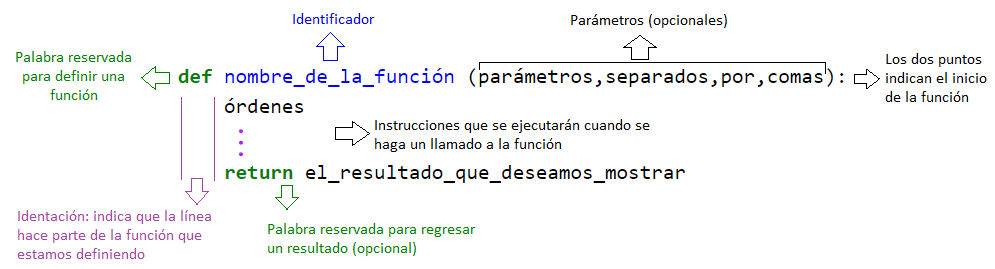 Identificador
Parámetros (opcionales)
Palabra reservada
para definir una
función
def nombre_de_la_función (parámetros,separados,por,comas):
Los dos puntos
indican el inicio
de la función
órdenes
Instrucciones que se ejecutarán cuando se
haga un llamado a la función
return el_resultado_que_deseamos_mostrar
Identación: indica que la línea
hace parte de la función que
estamos definiendo
Palabra reservada para regresar
un resultado (opcional)